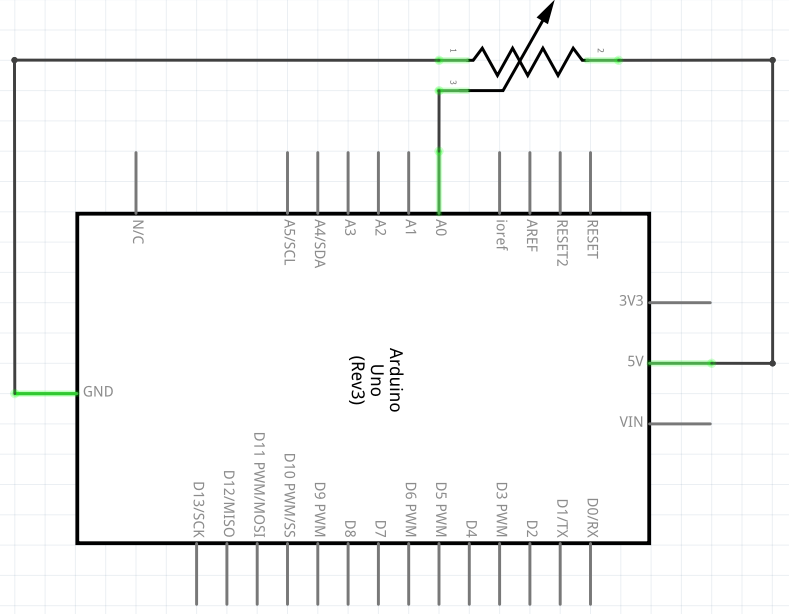 1
2
3
N/C
A5/SCL
A4/SDA
A3
A2
A1
A0
ioref
AREF
RESET2
RESET
3V3
5V
VIN
GND
Arduino
Uno
(Rev3)
D13/SCK
D12/MISO
D11 PWM/MOSI
D10 PWM/SS
D9 PWM
D8
D7
D6 PWM
D5 PWM
D4
D3 PWM
D2
D1/TX
D0/RX